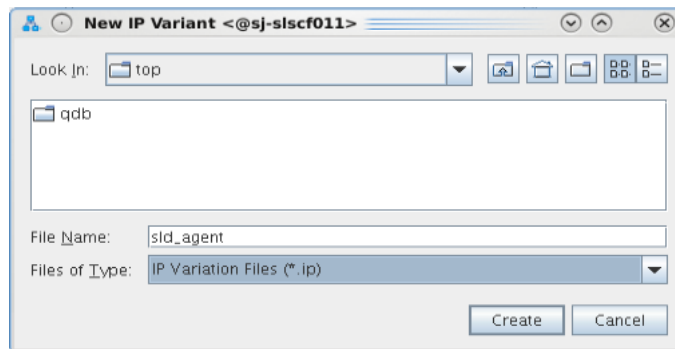 New IP Variant <@sj-slscf011>
Look In: top
qdb
File Name: sld_agent
Files of Type: IP Variation Files (*.ip)
Create Cancel